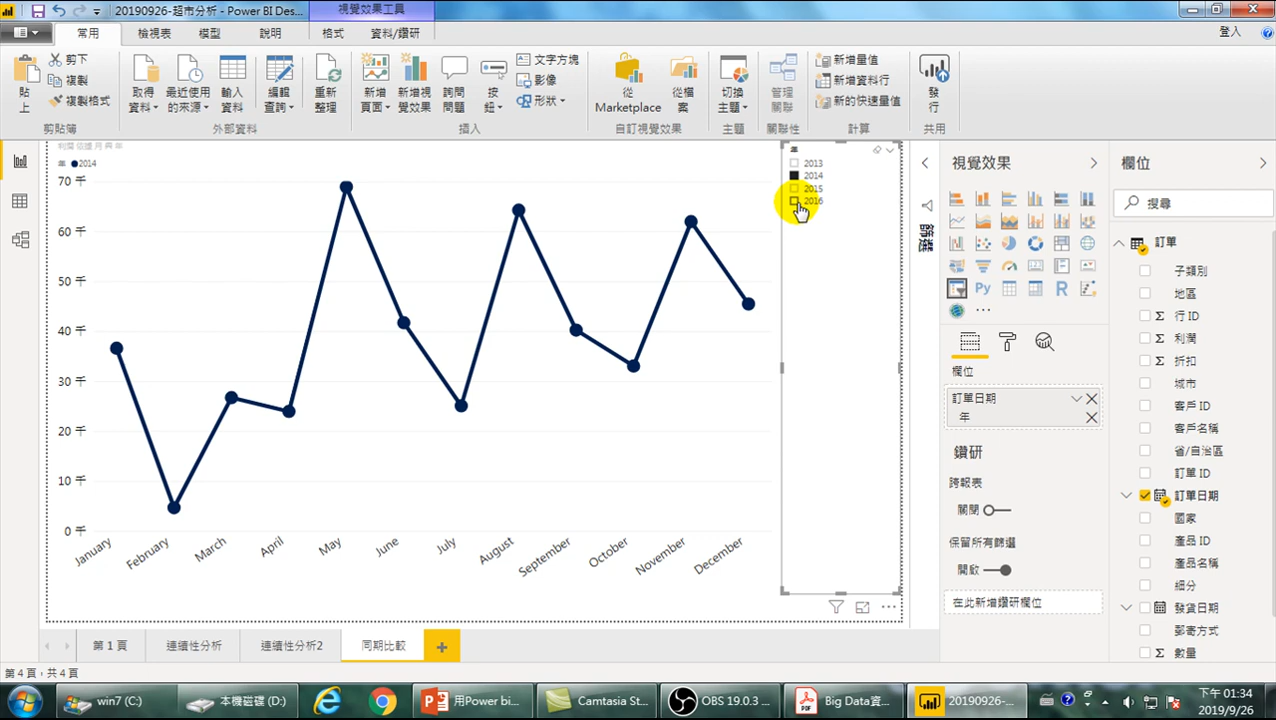 20190926-超市分析 - Power BI Des...
視覺效果工具
常用
檢視表
模型
說明
格式
資料/鑽研
登入
貼上
剪下
複製
複製格式
剪貼簿
取得資料
最近使用的來源
輸入資料
編輯查詢
重新整理
外部資料
新增頁面
新增視覺效果
詢問問題
按鈕
文字方塊
影像
形狀
插入
從 Marketplace
從檔案
自訂視覺效果
切換主題
主題
管理關聯
關聯性
新增量值
新增資料行
新的快速量值
計算
發行
共用
利潤 依據 月 與 年
年 2014
70 千
60 千
50 千
40 千
30 千
20 千
10 千
0 千
January
February
March
April
May
June
July
August
September
October
November
December
年
2013
2014
2015
2016
篩選
視覺效果
Py
R
欄位
訂單日期
年
鑽研
跨報表
關閉
保留所有篩選
開啟
在此新增鑽研欄位
欄位
搜尋
訂單
子類別
地區
行 ID
利潤
折扣
城市
客戶 ID
客戶名稱
省/自治區
訂單 ID
訂單日期
國家
產品 ID
產品名稱
細分
發貨日期
郵寄方式
數量
第 1 頁
連續性分析
連續性分析2
同期比較
第 4 頁，共 4 頁
win7 (C:)
本機磁碟 (D:)
用Power bi...
Camtasia St...
OBS 19.0.3 ...
Big Data資...
20190926-...
下午 01:34
2019/9/26